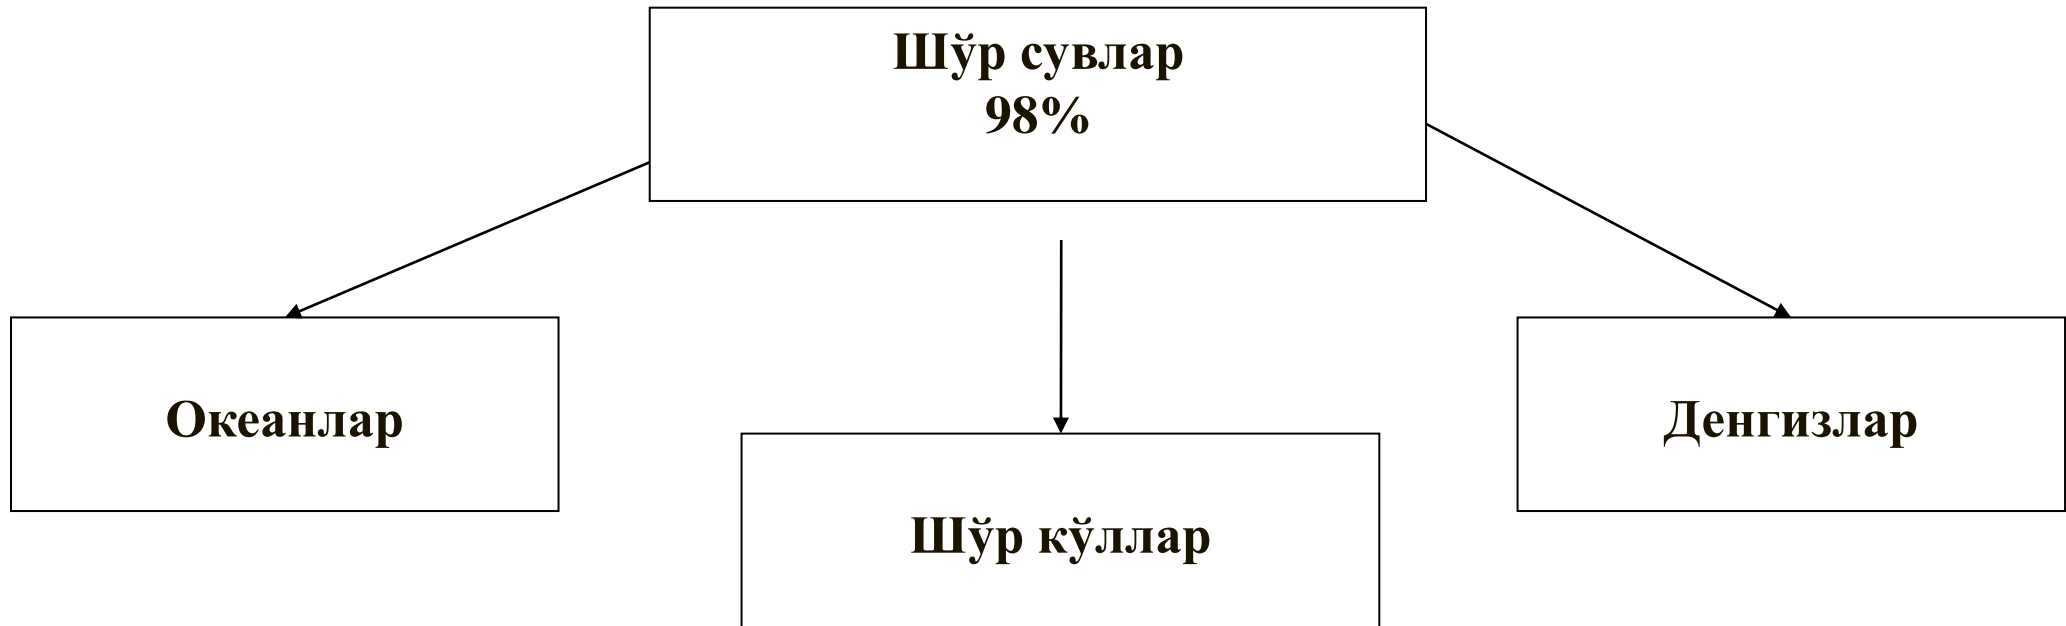 Шўр сувлар
98%
Океанлар
Денгизлар
Шўр кўллар